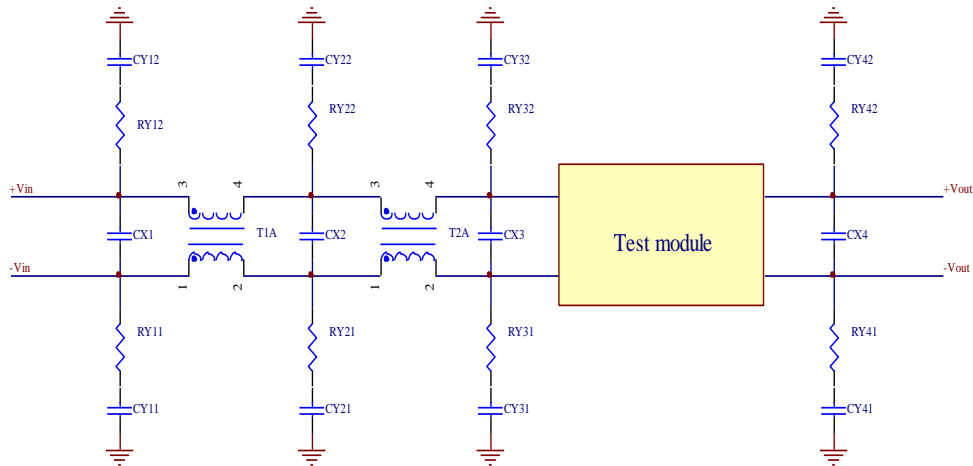 CY12
CY22
CY32
CY42
RY12
RY22
RY32
RY42
+Vin
3
4
3
4
+Vout
CX1
T1A
CX2
T2A
CX3
Test module
CX4
-Vin
1
2
1
2
-Vout
RY11
RY21
RY31
RY41
CY11
CY21
CY31
CY41